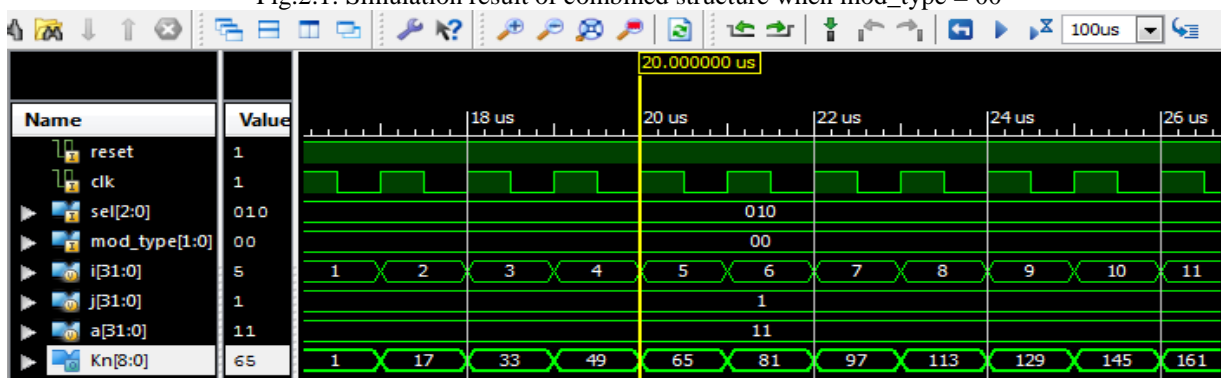 Fig.2.1. Simulation result of combined structure when mod_type = 00
100us
20.000000 us
Name Value
18 us 20 us 22 us 24 us 26 us
reset 1
clk 1
sel[2:0] 010 010
mod_type[1:0] 00 00
i[31:0] 5 1 2 3 4 5 6 7 8 9 10 11
j[31:0] 1 1
a[31:0] 11 11
Kn[8:0] 65 1 17 33 49 65 81 97 113 129 145 161